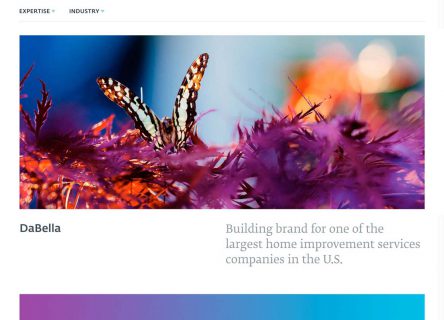 EXPERTISE
INDUSTRY
DaBella
Building brand for one of the
largest home improvement services
companies in the U.S.